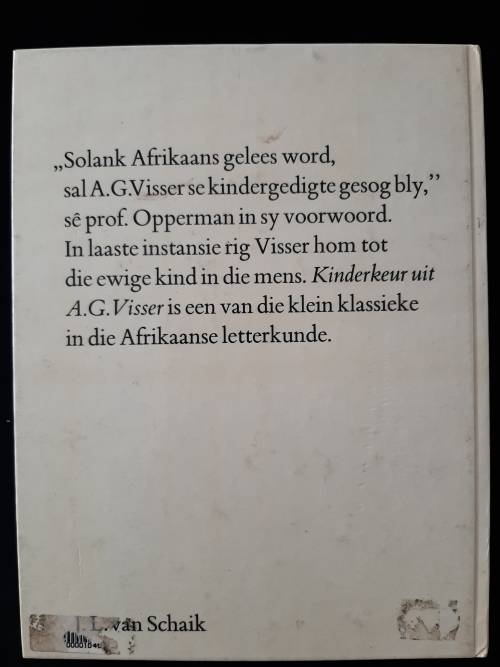 „Solank Afrikaans gelees word,
sal A.G.Visser se kindergedigte gesog bly,”
sê prof. Opperman in sy voorwoord.
In laaste instansie rig Visser hom tot
die ewige kind in die mens. Kinderkeur uit
A.G.Visser is een van die klein klassieke
in die Afrikaanse letterkunde.
J. L. van Schaik